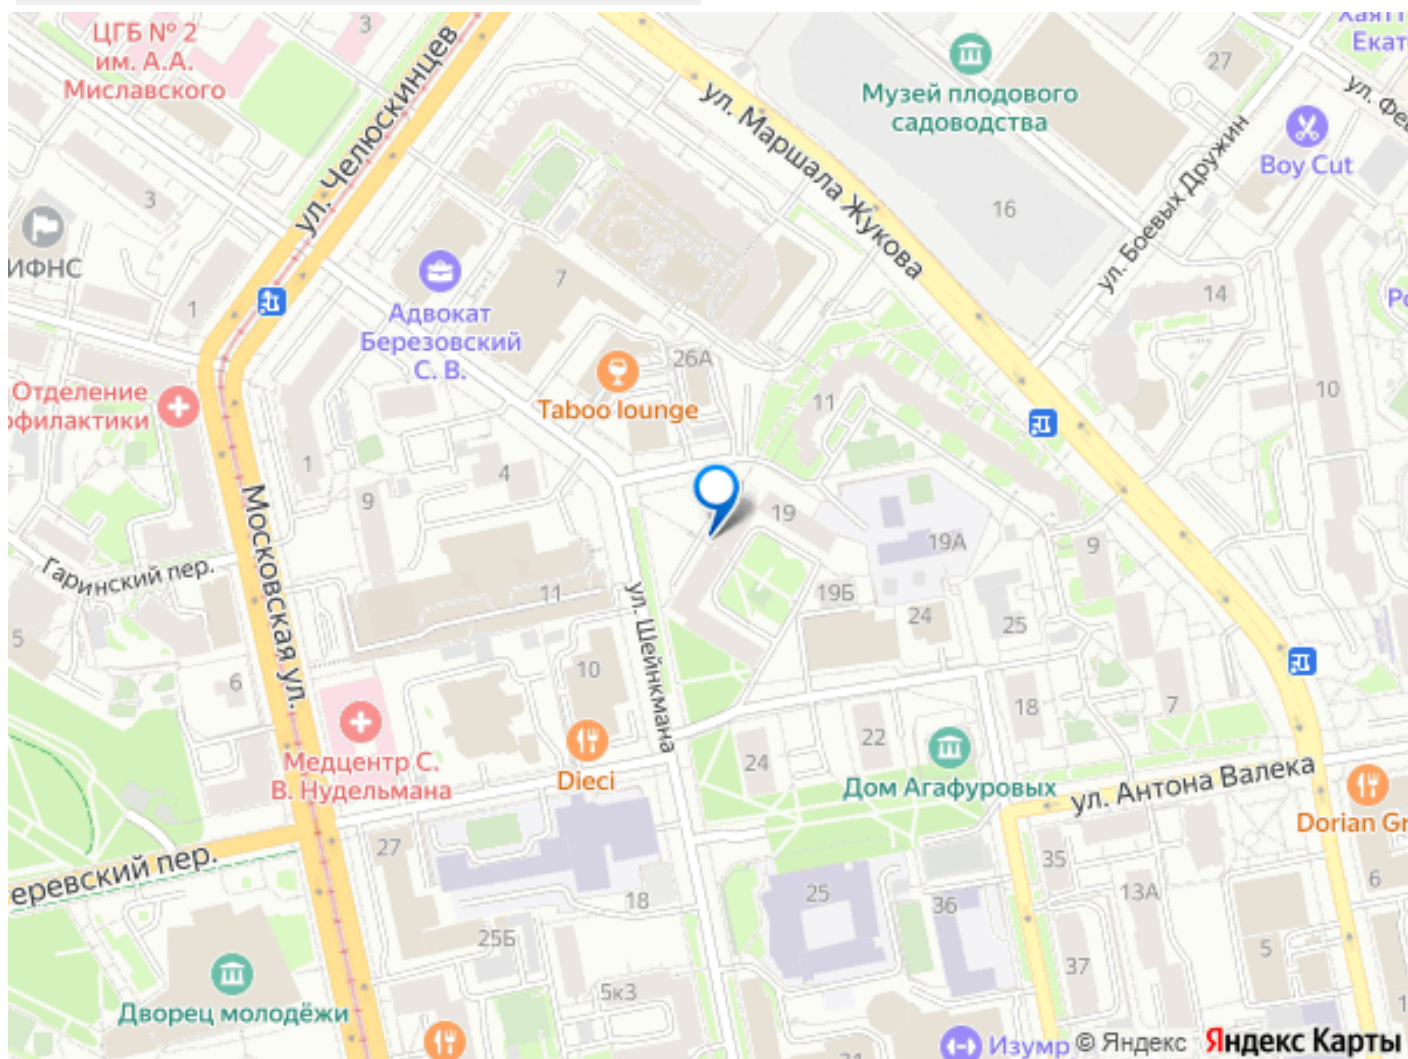 ЦГБ № 2
им. А.А.
Миславского
3
ул. Челюскинцев
ул. Маршала Жукова
Музей плодового
садоводства
27
Екат
ул. Фев
Boy Cut
ул. Боевых Дружин
16
3
ИФНС
1
Адвокат
Березовский
С. В.
7
14
Отделение
офилактики
Taboo lounge
26А
11
10
1
9
4
19
19А
9
Московская ул.
Гаринский пер.
11
ул. Шейнкмана
19Б
24
25
5
6
10
18
7
Медцентр С.
В. Нудельмана
Dieci
24
22
Дом Агафуровых
ул. Антона Валека
Dorian Gr
еревский пер.
27
35
6
18
25
36
13А
25Б
37
5
5к3
Дворец молодёжи
Изумр
© Яндекс
Яндекс Карты